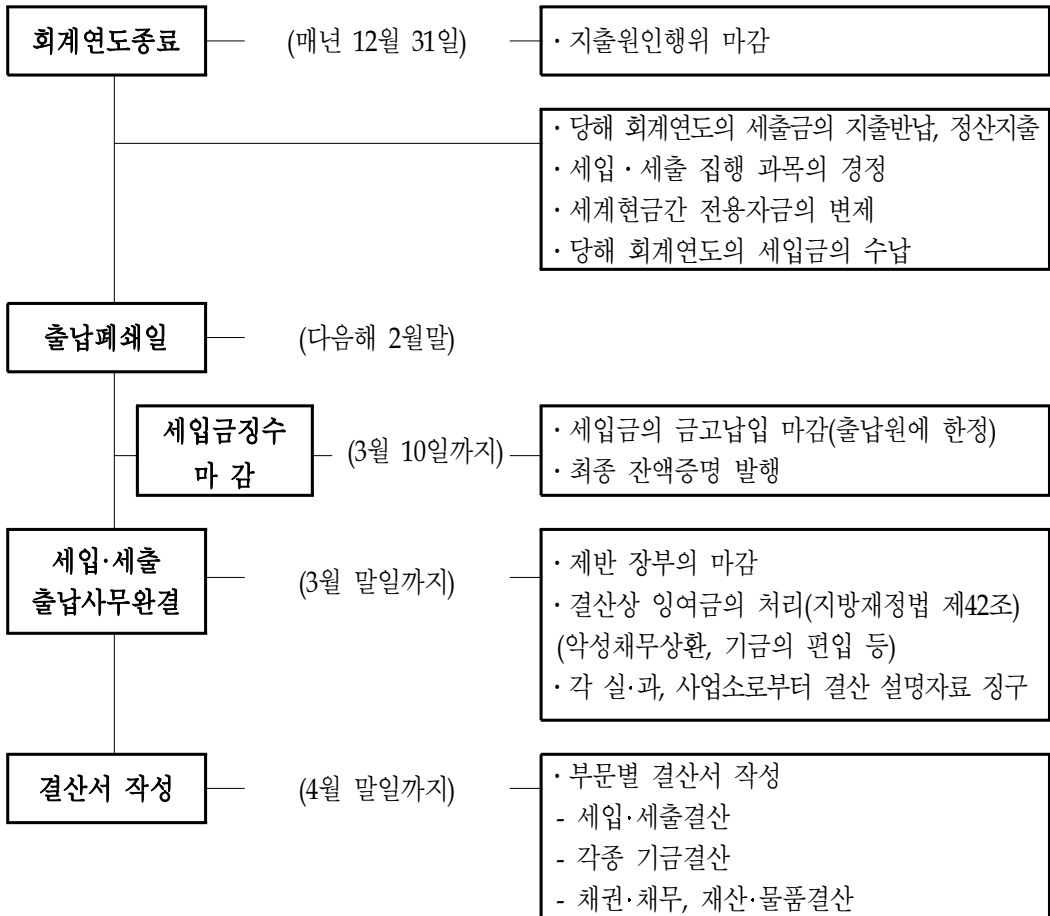 회계연도종료 (매년 12월 31일) · 지출원인행위 마감
· 당해 회계연도의 세출금의 지출반납, 정산지출
· 세입 · 세출 집행 과목의 경정
· 세계현금간 전용자금의 변제
· 당해 회계연도의 세입금의 수납
출납폐쇄일 (다음해 2월말)
세입금징수
마 감
(3월 10일까지)
· 세입금의 금고납입 마감(출납원에 한정)
· 최종 잔액증명 발행
세입·세출
출납사무완결
(3월 말일까지)
· 제반 장부의 마감
· 결산상 잉여금의 처리(지방재정법 제42조)
(악성채무상환, 기금의 편입 등)
· 각 실·과, 사업소로부터 결산 설명자료 징구
결산서 작성 (4월 말일까지)
· 부문별 결산서 작성
- 세입·세출결산
- 각종 기금결산
- 채권·채무, 재산·물품결산